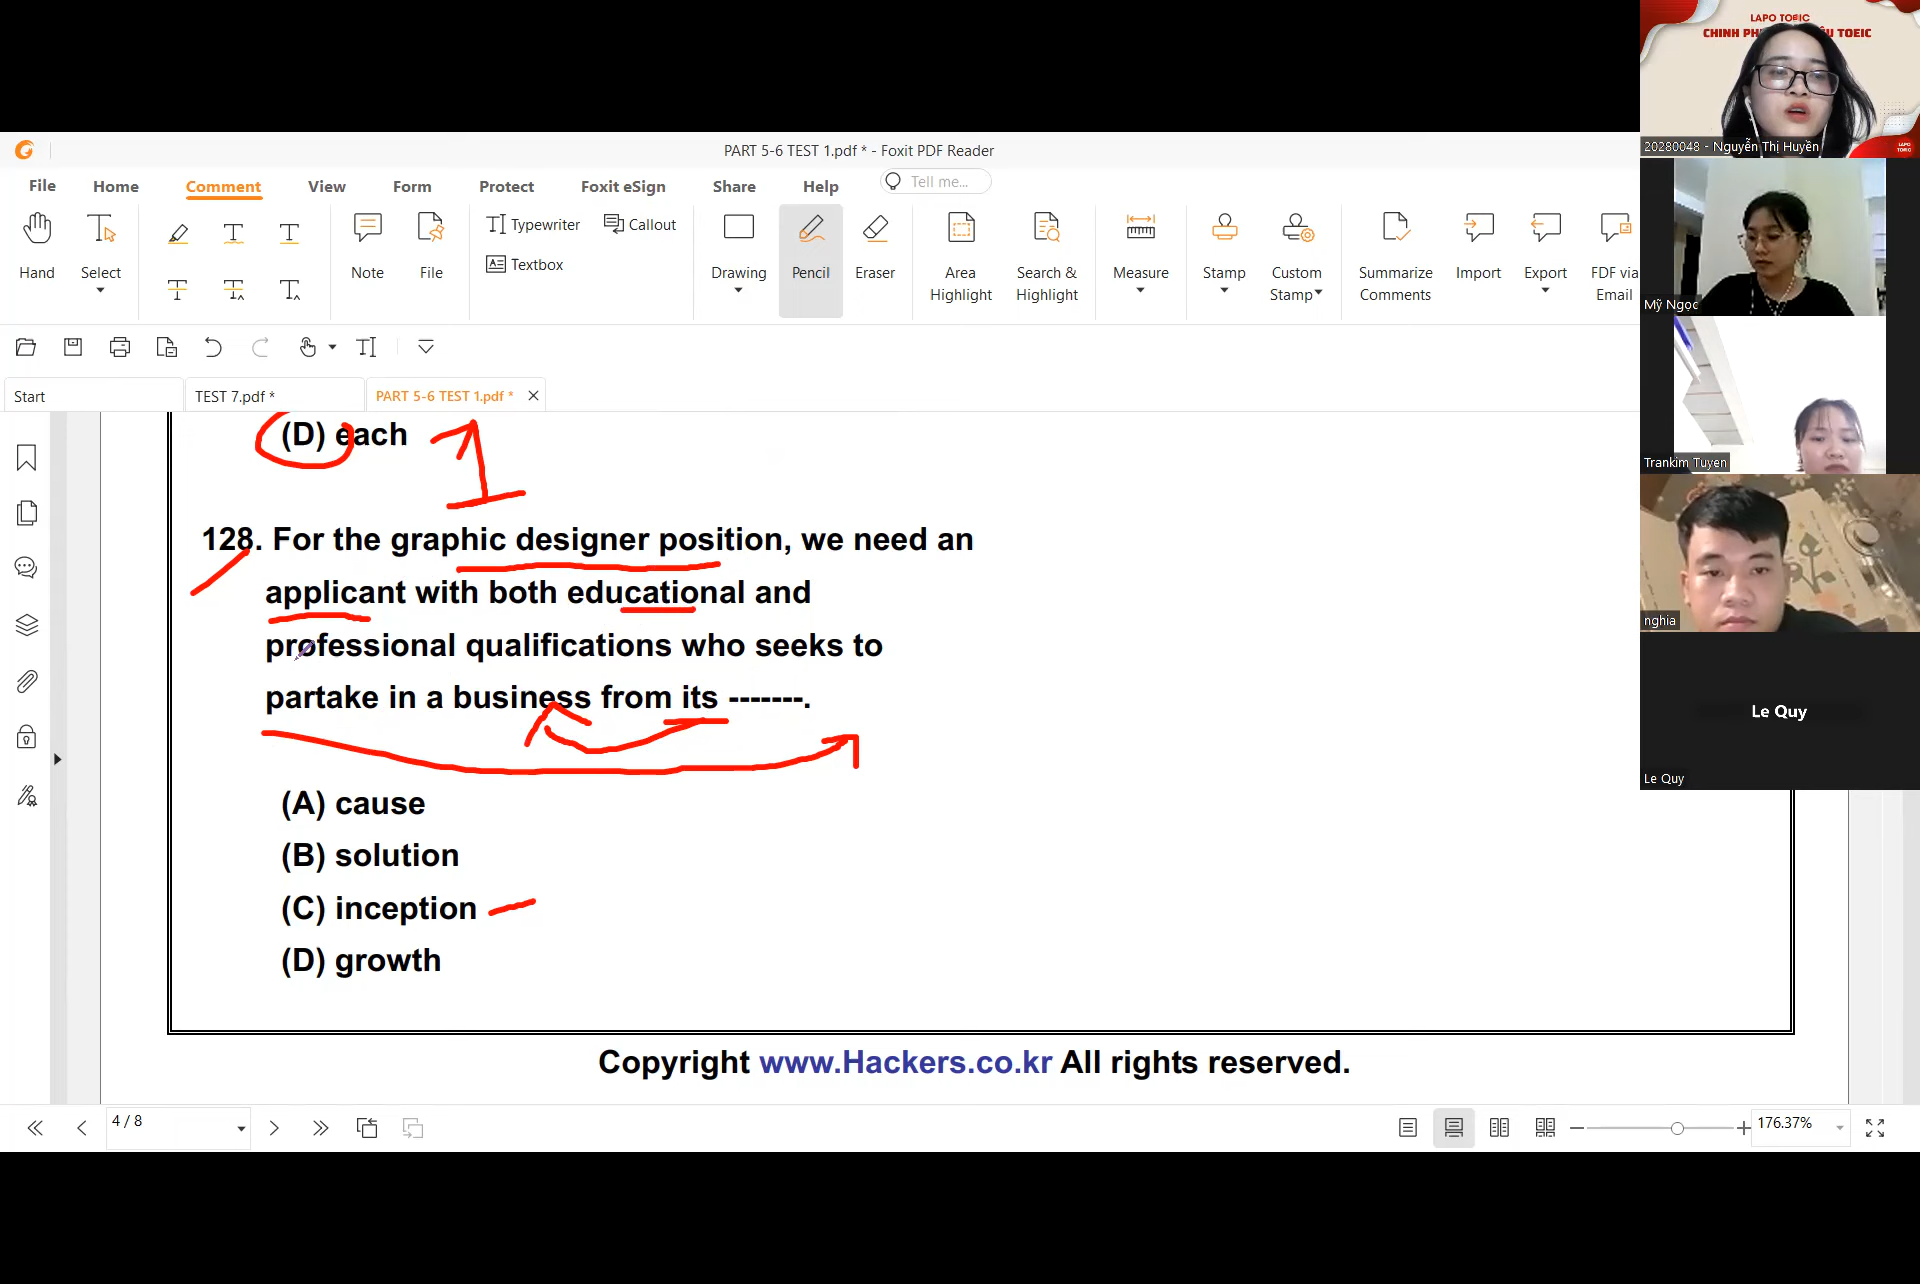 PART 5-6 TEST 1.pdf * - Foxit PDF Reader
File Home Comment View Form Protect Foxit eSign Share Help Tell me...
Hand Select Note File Typewriter Callout Textbox Drawing Pencil Eraser Area Highlight Search & Highlight Measure Stamp Custom Stamp Summarize Comments Import Export FDF via Email
Start TEST 7.pdf * PART 5-6 TEST 1.pdf *
(D) each
128. For the graphic designer position, we need an
applicant with both educational and
professional qualifications who seeks to
partake in a business from its -------.
(A) cause
(B) solution
(C) inception
(D) growth
Copyright www.Hackers.co.kr All rights reserved.
4 / 8
176.37%
LAPO TOEIC
CHINH PH
U TOEIC
20280048 - Nguyễn Thị Huyền
Mỹ Ngọc
Trankim Tuyen
nghia
Le Quy
Le Quy